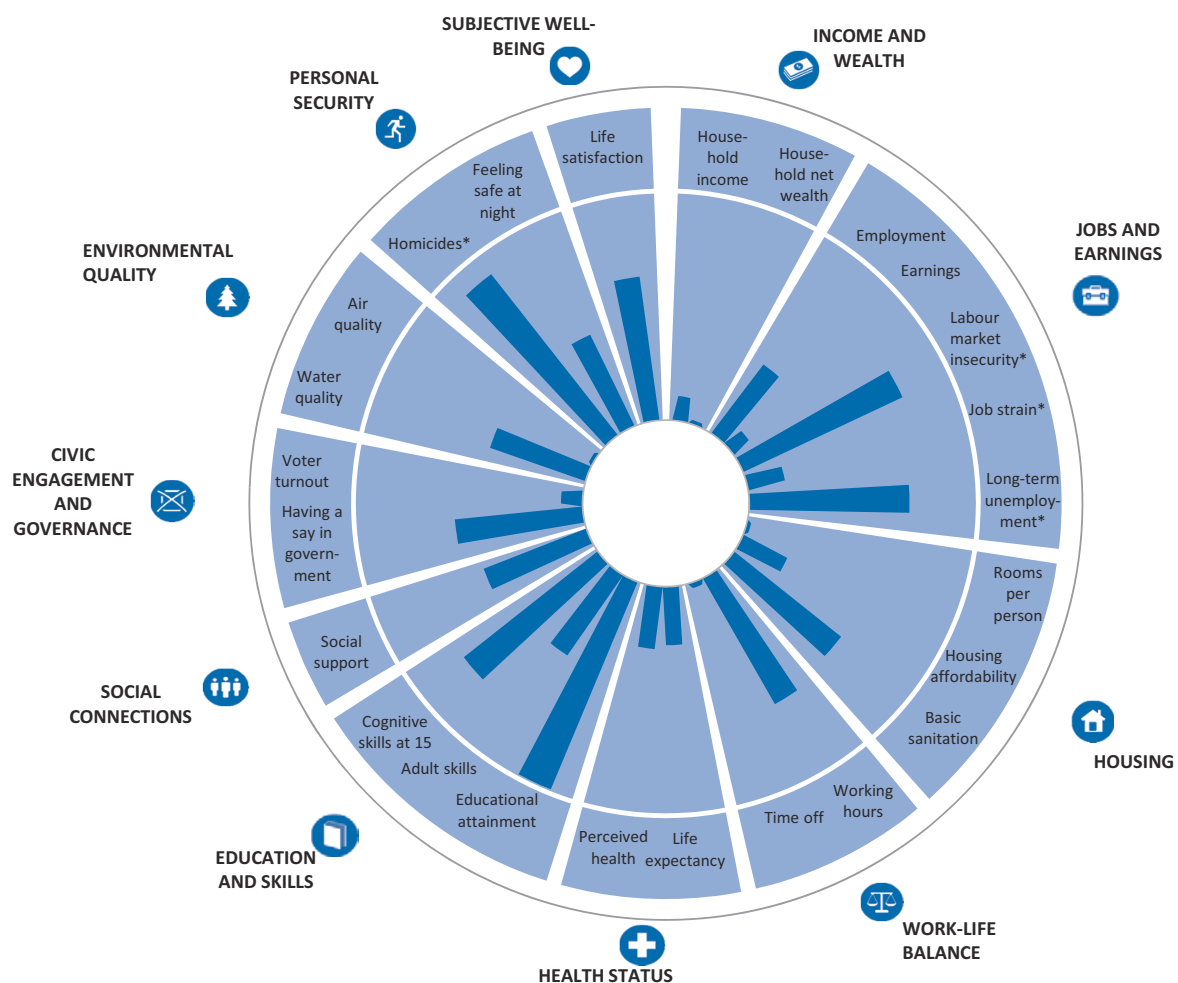 SUBJECTIVE WELL-
BEING
INCOME AND
WEALTH
PERSONAL
SECURITY
ENVIRONMENTAL
QUALITY
CIVIC
ENGAGEMENT
AND
GOVERNANCE
SOCIAL
CONNECTIONS
EDUCATION
AND SKILLS
HEALTH STATUS
WORK-LIFE
BALANCE
HOUSING
JOBS AND
EARNINGS
House-
hold
income
House-
hold net
wealth
Employment
Earnings
Labour
market
insecurity*
Job strain*
Long-term
unemploy-
ment*
Rooms
per
person
Housing
affordability
Basic
sanitation
Working
hours
Time off
Life
expectancy
Perceived
health
Educational
attainment
Adult skills
Cognitive
skills at 15
Social
support
Having a
say in
govern-
ment
Voter
turnout
Water
quality
Air
quality
Homicides*
Feeling
safe at
night
Life
satisfaction